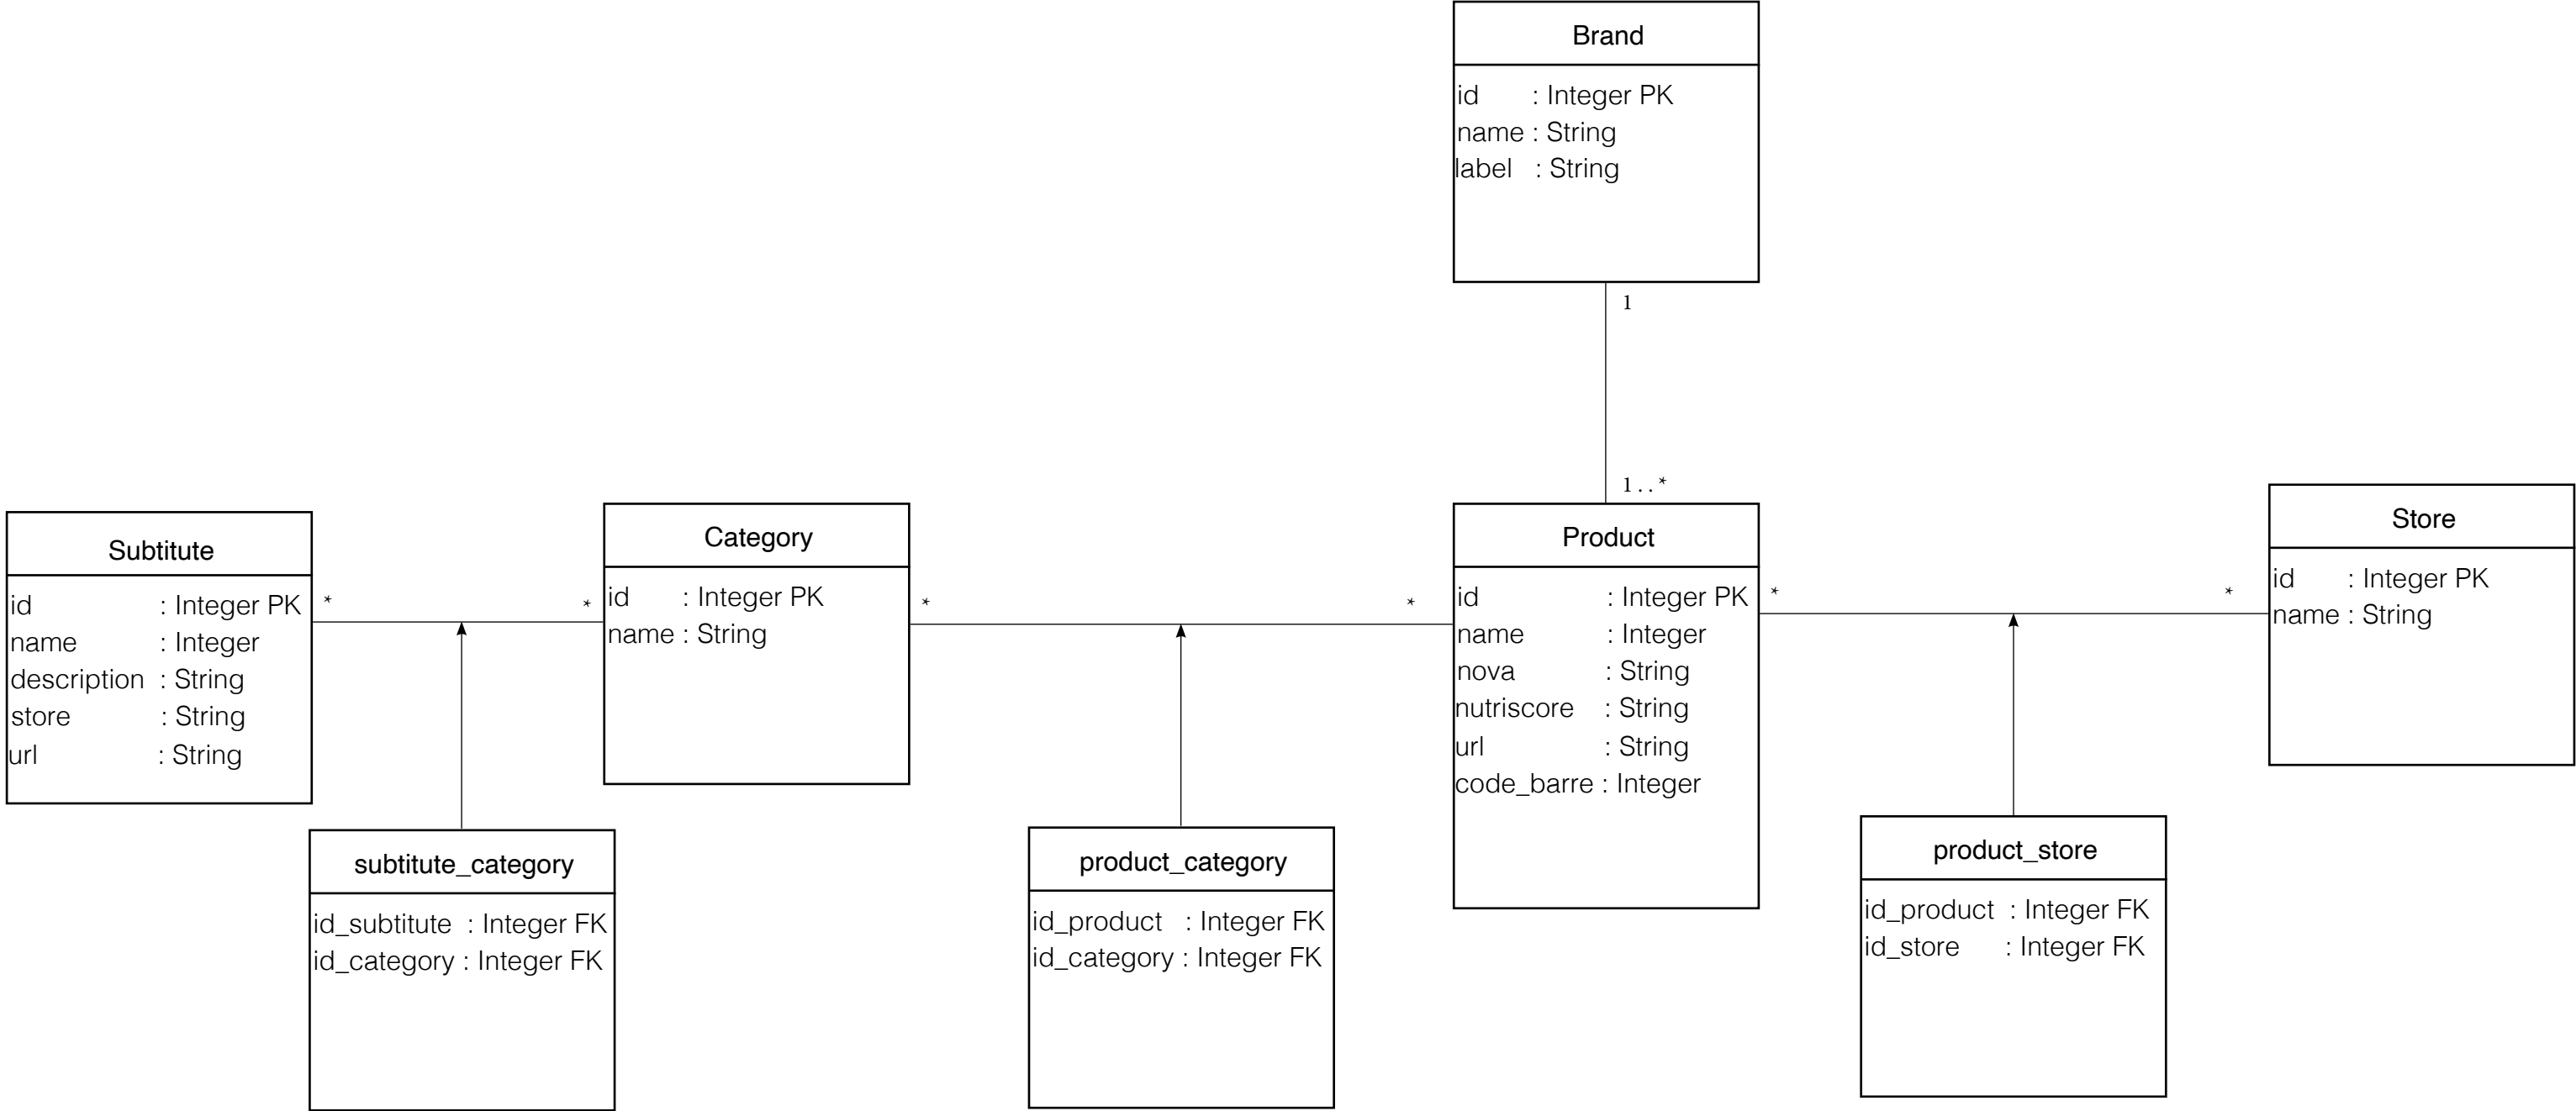 Brand
id : Integer PK
name : String
label : String
1
1..*
Subtitute
id : Integer PK
name : Integer
description : String
store : String
url : String
*
*
Category
id : Integer PK
name : String
*
*
Product
id : Integer PK
name : Integer
nova : String
nutriscore : String
url : String
code_barre : Integer
*
*
Store
id : Integer PK
name : String
subtitute_category
id_subtitute : Integer FK
id_category : Integer FK
product_category
id_product : Integer FK
id_category : Integer FK
product_store
id_product : Integer FK
id_store : Integer FK